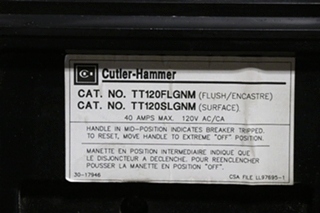 Cutler-Hammer
CAT. NO. TT120FLGNM (FLUSH/ENCASTRE)
CAT. NO. TT120SLGNM (SURFACE)
40 AMPS MAX. 120V AC/CA
HANDLE IN MID-POSITION INDICATES BREAKER TRIPPED.
TO RESET, MOVE HANDLE TO EXTREME "OFF" POSITION.
MANETTE EN POSITION INTERMEDIAIRE INDIQUE QUE
LE DISJONCTEUR A DECLENCHE. POUR REENCLENCHER
POUSSER LA MANETTE EN POSITION "OFF".
30-17946 CSA FILE LL97695-1